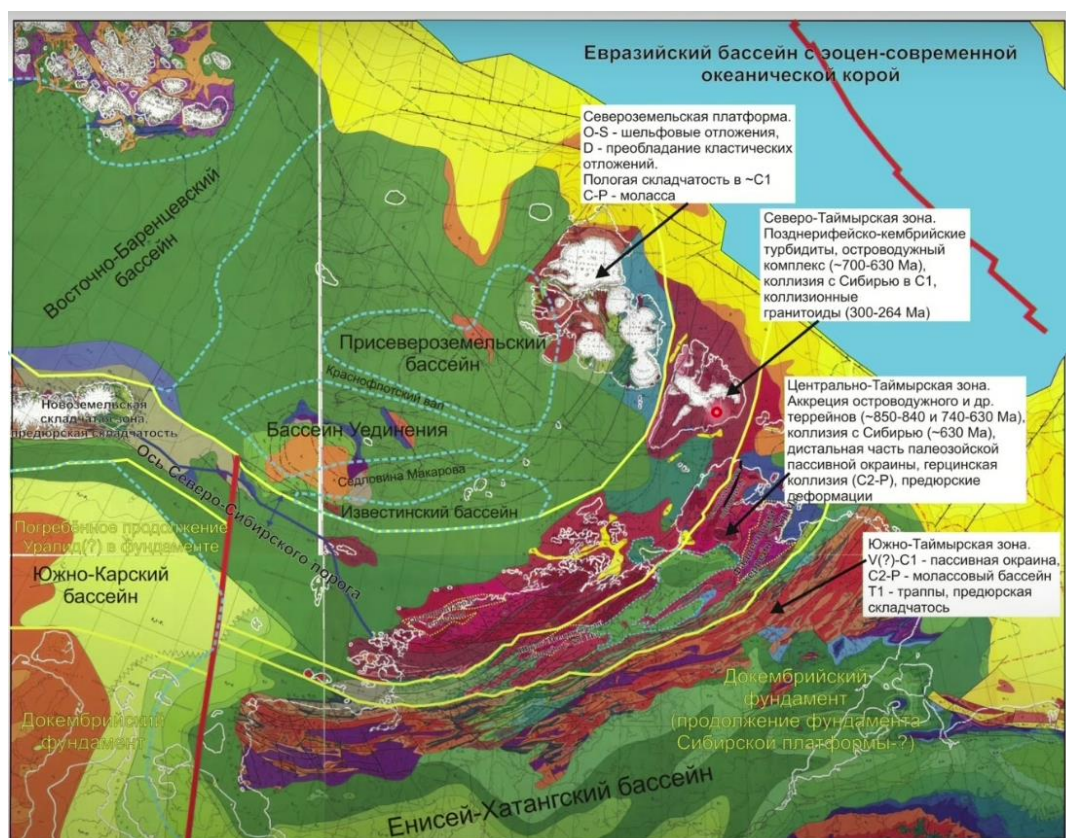 Евразийский бассейн с эоцен-современной
океанической корой
Североземельская платформа.
O-S - шельфовые отложения,
D - преобладание кластических
отложений.
Пологая складчатость в ~C1
C-P - моласса
Северо-Таймырская зона.
Позднерифейско-кембрийские
турбидиты, островодужный
комплекс (~700-630 Ма),
коллизия с Сибирью в C1,
коллизионные
гранитоиды (300-264 Ма)
Восточно-Баренцевский
бассейн
Присевероземельский
бассейн
Краснофлотский вал
Центрально-Таймырская зона.
Аккреция островодужного и др.
террейнов (~850-840 и 740-630 Ма),
коллизия с Сибирью (~630 Ма),
дистальная часть палеозойской
пассивной окраины, герцинская
коллизия (C2-P), предюрские
деформации
Новоземельская
складчатая зона,
предюрская складчатость
Бассейн Уединения
Седловина Макарова
Ось Северо-Сибирского порога
Известинский бассейн
Погребённое продолжение
Уралид(?) в фундаменте
Южно-Карский
бассейн
Южно-Таймырская зона.
V(?)-C1 - пассивная окраина,
C2-P - молассовый бассейн
T1 - траппы, предюрская
складчатось
Докембрийский
фундамент
Докембрийский
фундамент
(продолжение фундамента
Сибирской платформы-?)
Енисей-Хатангский бассейн